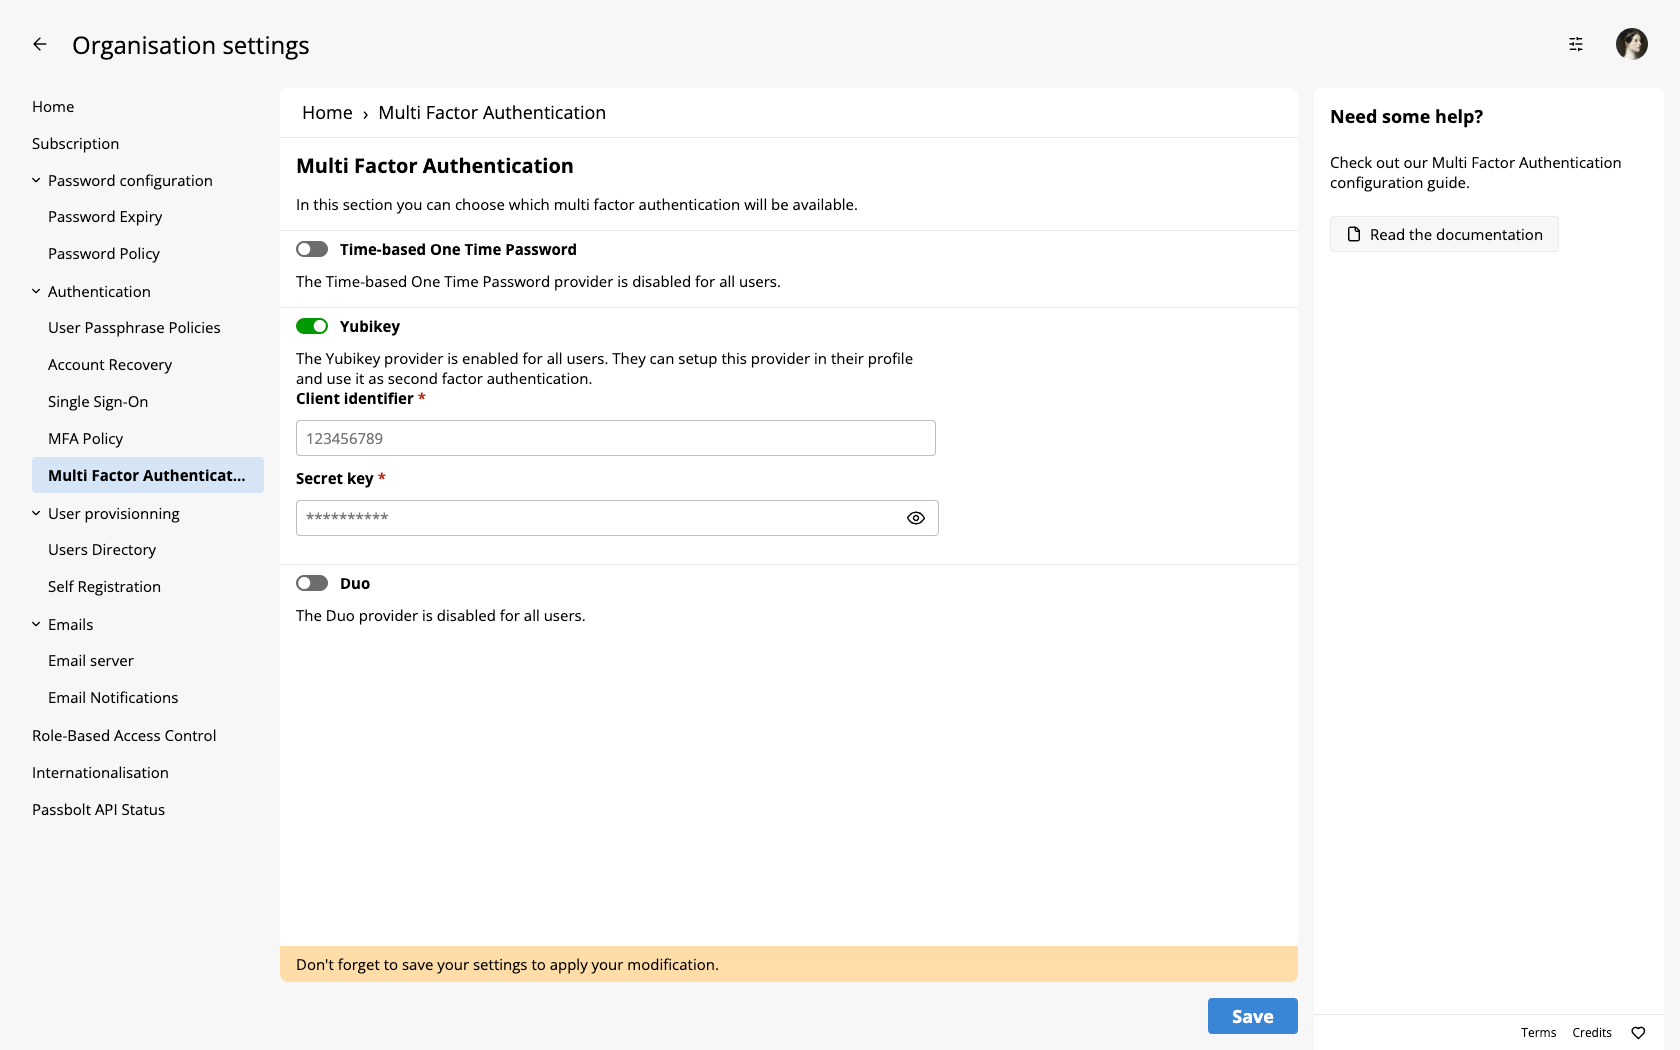 Organisation settings
Home
Subscription
Password configuration
Password Expiry
Password Policy
Authentication
User Passphrase Policies
Account Recovery
Single Sign-On
MFA Policy
Multi Factor Authenticat...
User provisionning
Users Directory
Self Registration
Emails
Email server
Email Notifications
Role-Based Access Control
Internationalisation
Passbolt API Status
Home › Multi Factor Authentication
Multi Factor Authentication
In this section you can choose which multi factor authentication will be available.
Time-based One Time Password
The Time-based One Time Password provider is disabled for all users.
Yubikey
The Yubikey provider is enabled for all users. They can setup this provider in their profile
and use it as second factor authentication.
Client identifier *
123456789
Secret key *
**********
Duo
The Duo provider is disabled for all users.
Don't forget to save your settings to apply your modification.
Save
Need some help?
Check out our Multi Factor Authentication
configuration guide.
Read the documentation
Terms Credits